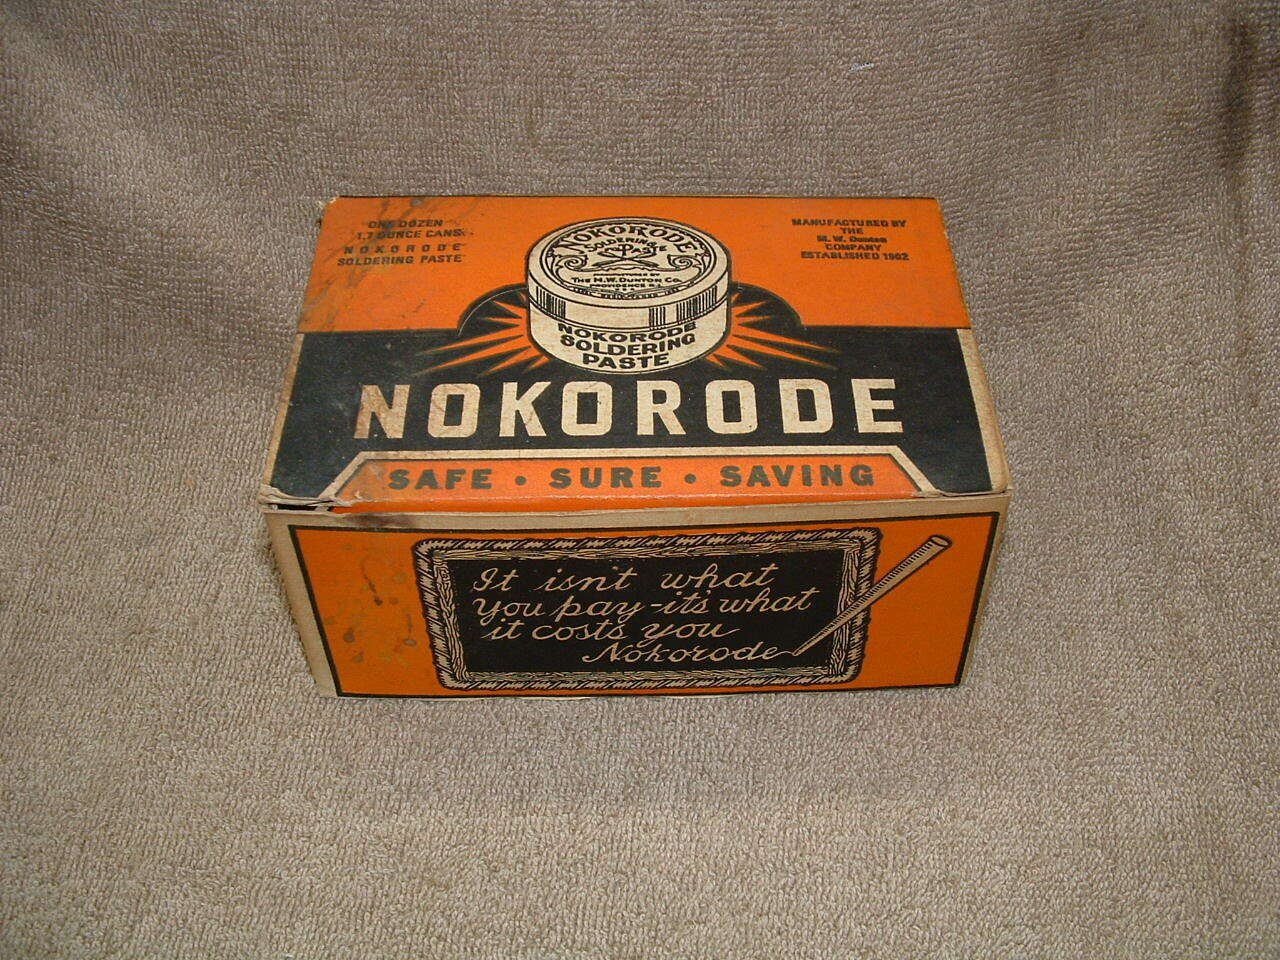 ONE DOZEN
1.7 OUNCE CANS
NOKORODE
SOLDERING PASTE
MANUFACTURED BY
THE
M. W. Dunton
COMPANY
ESTABLISHED 1902
NOKORODE
SOLDERING
PASTE
THE M.W. DUNTON CO.
PROVIDENCE R.I.
NOKORODE
SOLDERING
PASTE
NOKORODE
SAFE • SURE • SAVING
It isn't what
you pay - it's what
it costs you
Nokorode